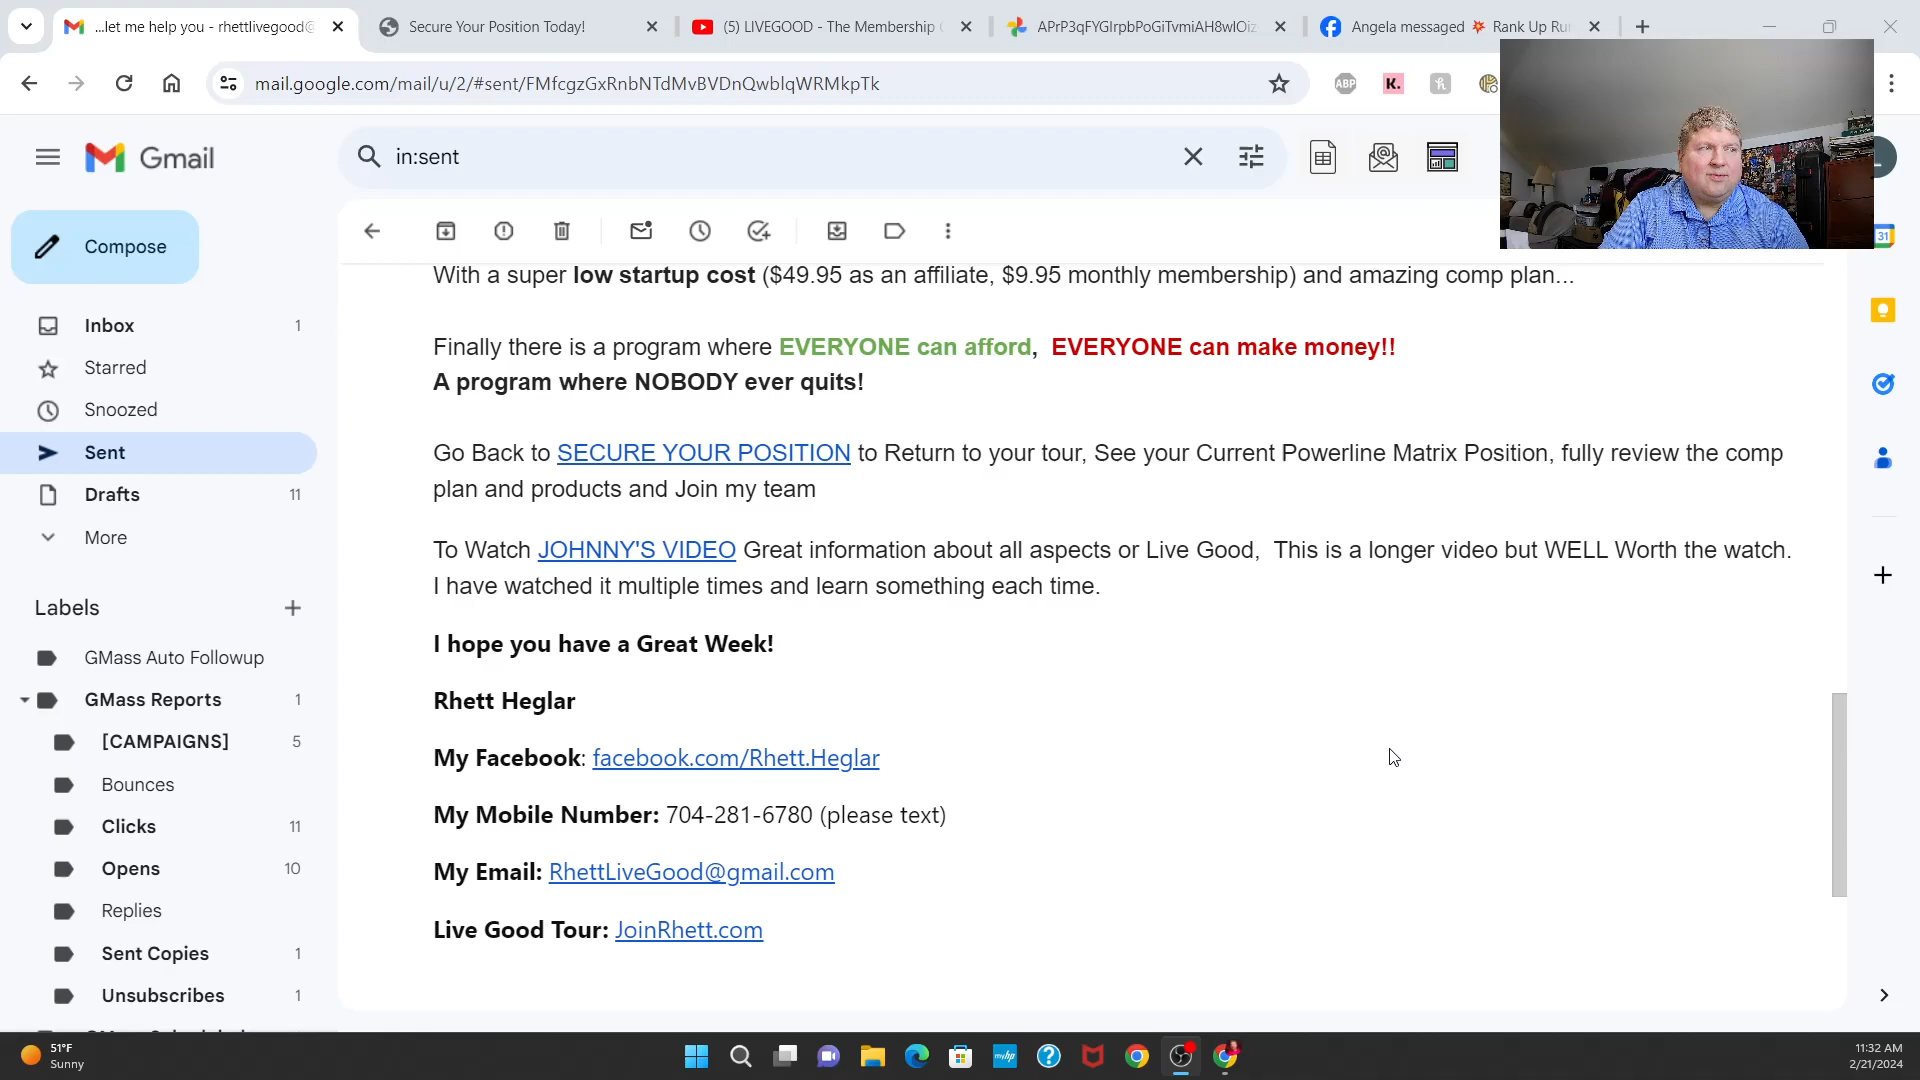 ...let me help you - rhettlivegood@
Secure Your Position Today!
(5) LIVEGOOD - The Membership
APrP3qFYGIrpbPoGiTvmiAH8wIOiz
Angela messaged 💥 Rank Up Ru
mail.google.com/mail/u/2/#sent/FMfcgzGxRnbNTdMvBVDnQwblqWRMkpTk
ABP
K.
Gmail
in:sent
31
Compose
With a super low startup cost ($49.95 as an affiliate, $9.95 monthly membership) and amazing comp plan...
Inbox 1
Finally there is a program where EVERYONE can afford, EVERYONE can make money!!
Starred
A program where NOBODY ever quits!
Snoozed
Sent
Go Back to SECURE YOUR POSITION to Return to your tour, See your Current Powerline Matrix Position, fully review the comp
plan and products and Join my team
Drafts 11
More
To Watch JOHNNY'S VIDEO Great information about all aspects or Live Good, This is a longer video but WELL Worth the watch.
I have watched it multiple times and learn something each time.
Labels
I hope you have a Great Week!
GMass Auto Followup
GMass Reports 1
Rhett Heglar
[CAMPAIGNS] 5
My Facebook: facebook.com/Rhett.Heglar
Bounces
My Mobile Number: 704-281-6780 (please text)
Clicks 11
Opens 10
My Email: RhettLiveGood@gmail.com
Replies
Live Good Tour: JoinRhett.com
Sent Copies 1
Unsubscribes 1
51°F
Sunny
myhp
11:32 AM
2/21/2024